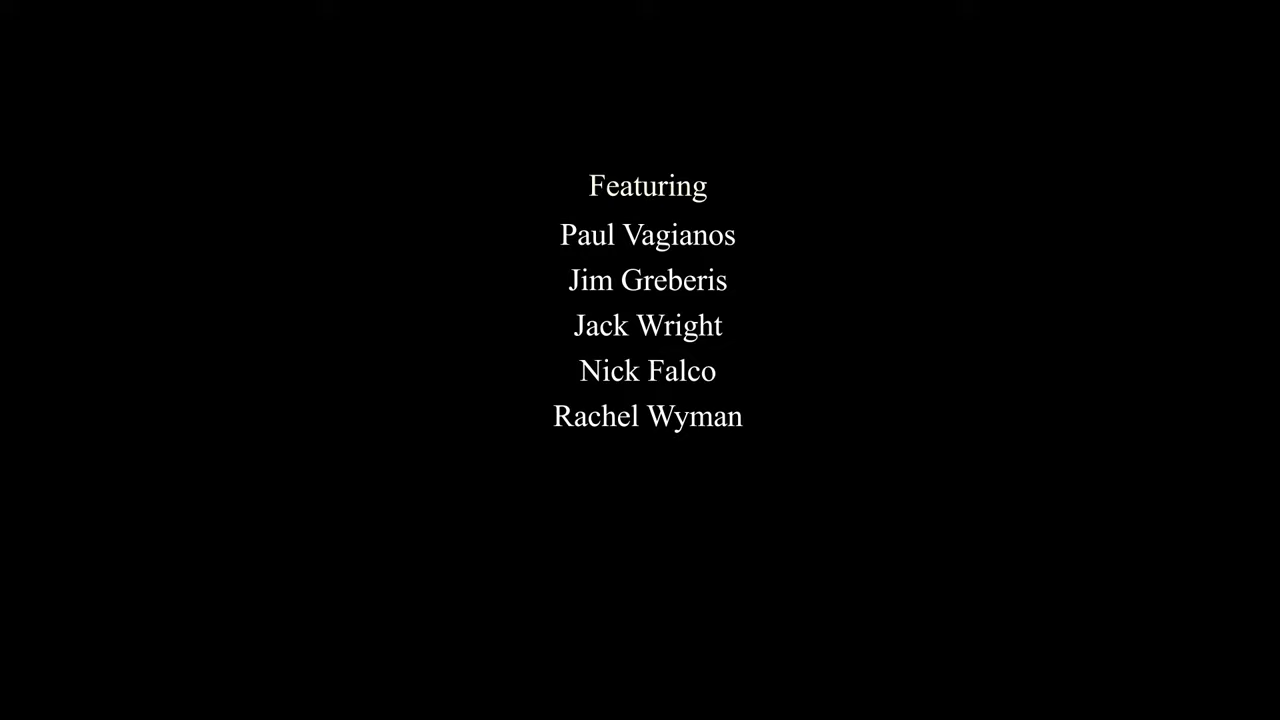 Featuring
Paul Vagianos
Jim Greberis
Jack Wright
Nick Falco
Rachel Wyman